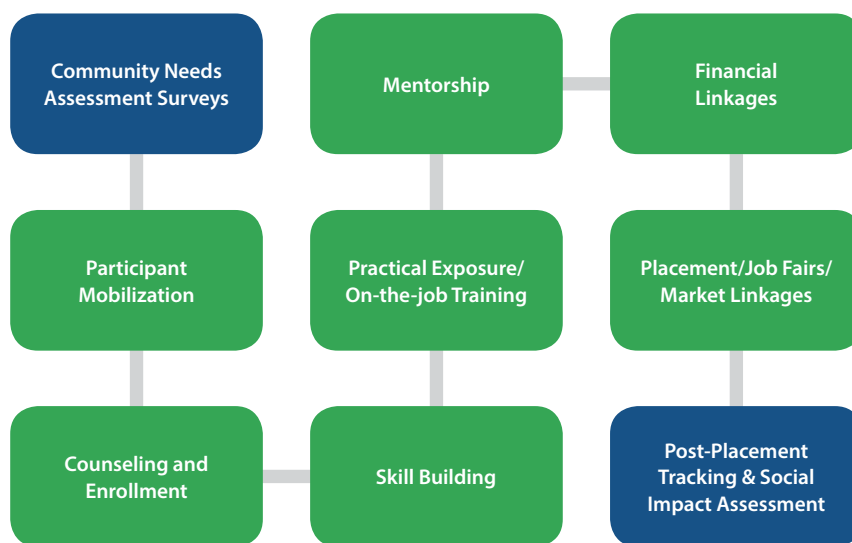 Community Needs
Assessment Surveys
Mentorship
Financial
Linkages
Participant
Mobilization
Practical Exposure/
On-the-job Training
Placement/Job Fairs/
Market Linkages
Counseling and
Enrollment
Skill Building
Post-Placement
Tracking & Social
Impact Assessment